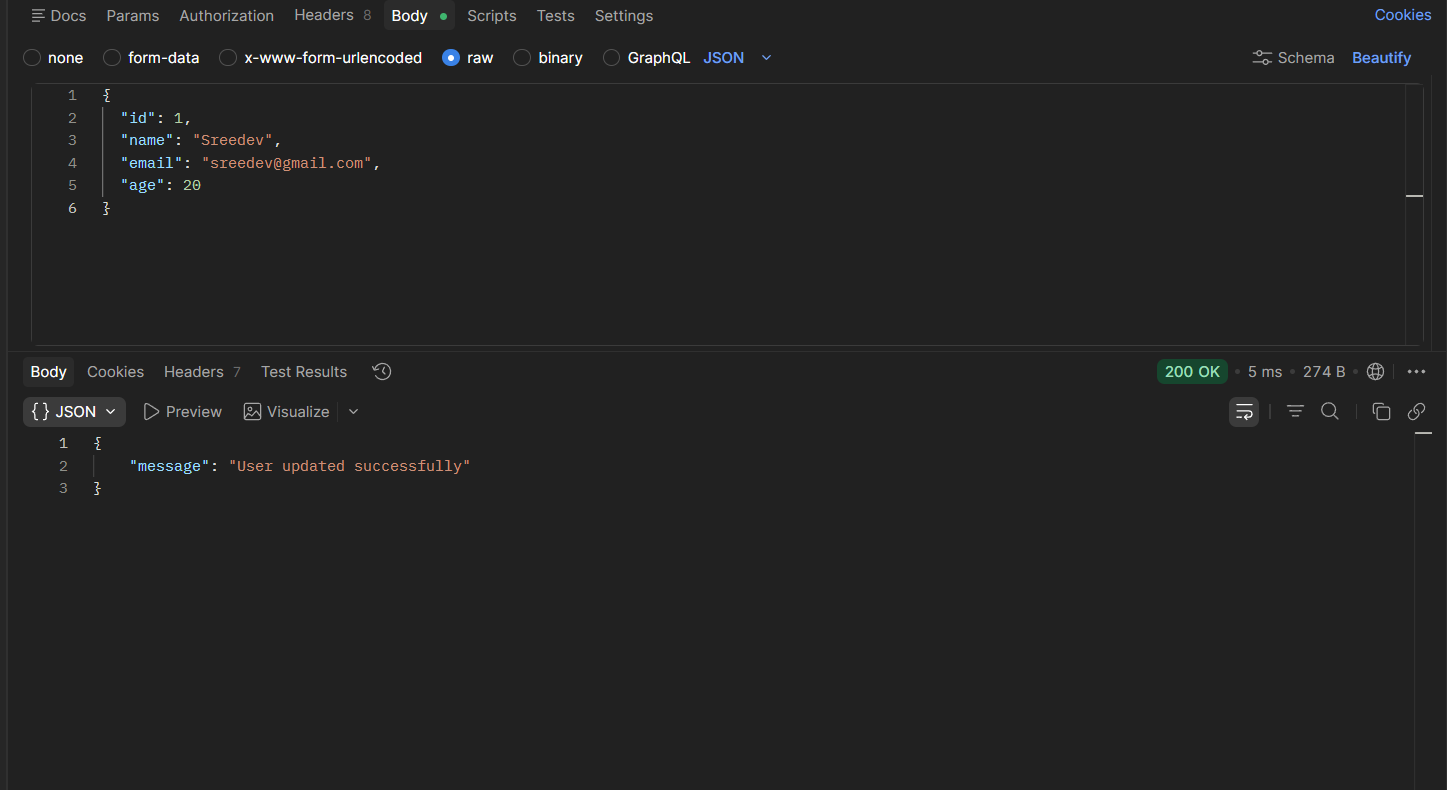 Docs Params Authorization Headers 8 Body Scripts Tests Settings Cookies
none form-data x-www-form-urlencoded raw binary GraphQL JSON Schema Beautify
1 {
2 "id": 1,
3 "name": "Sreedev",
4 "email": "sreedev@gmail.com",
5 "age": 20
6 }
Body Cookies Headers 7 Test Results 200 OK • 5 ms • 274 B •
{} JSON Preview Visualize
1 {
2 "message": "User updated successfully"
3 }